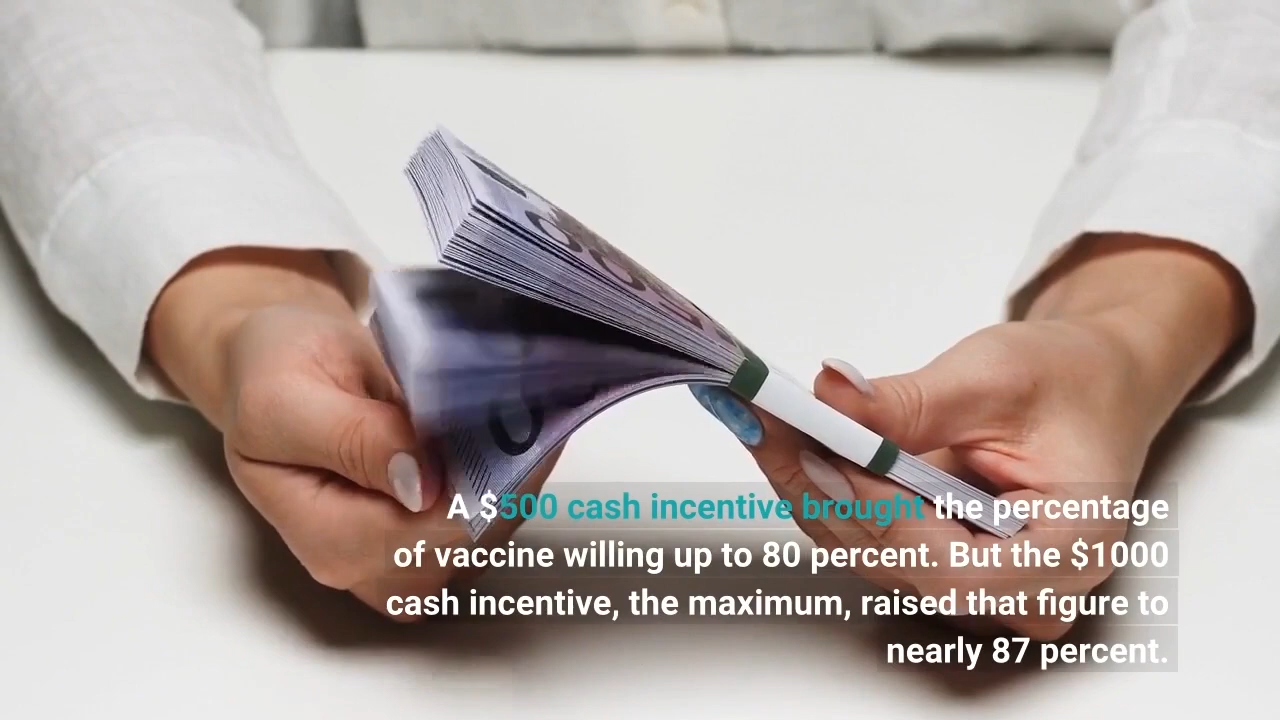 A $500 cash incentive brought the percentage
of vaccine willing up to 80 percent. But the $1000
cash incentive, the maximum, raised that figure to
nearly 87 percent.